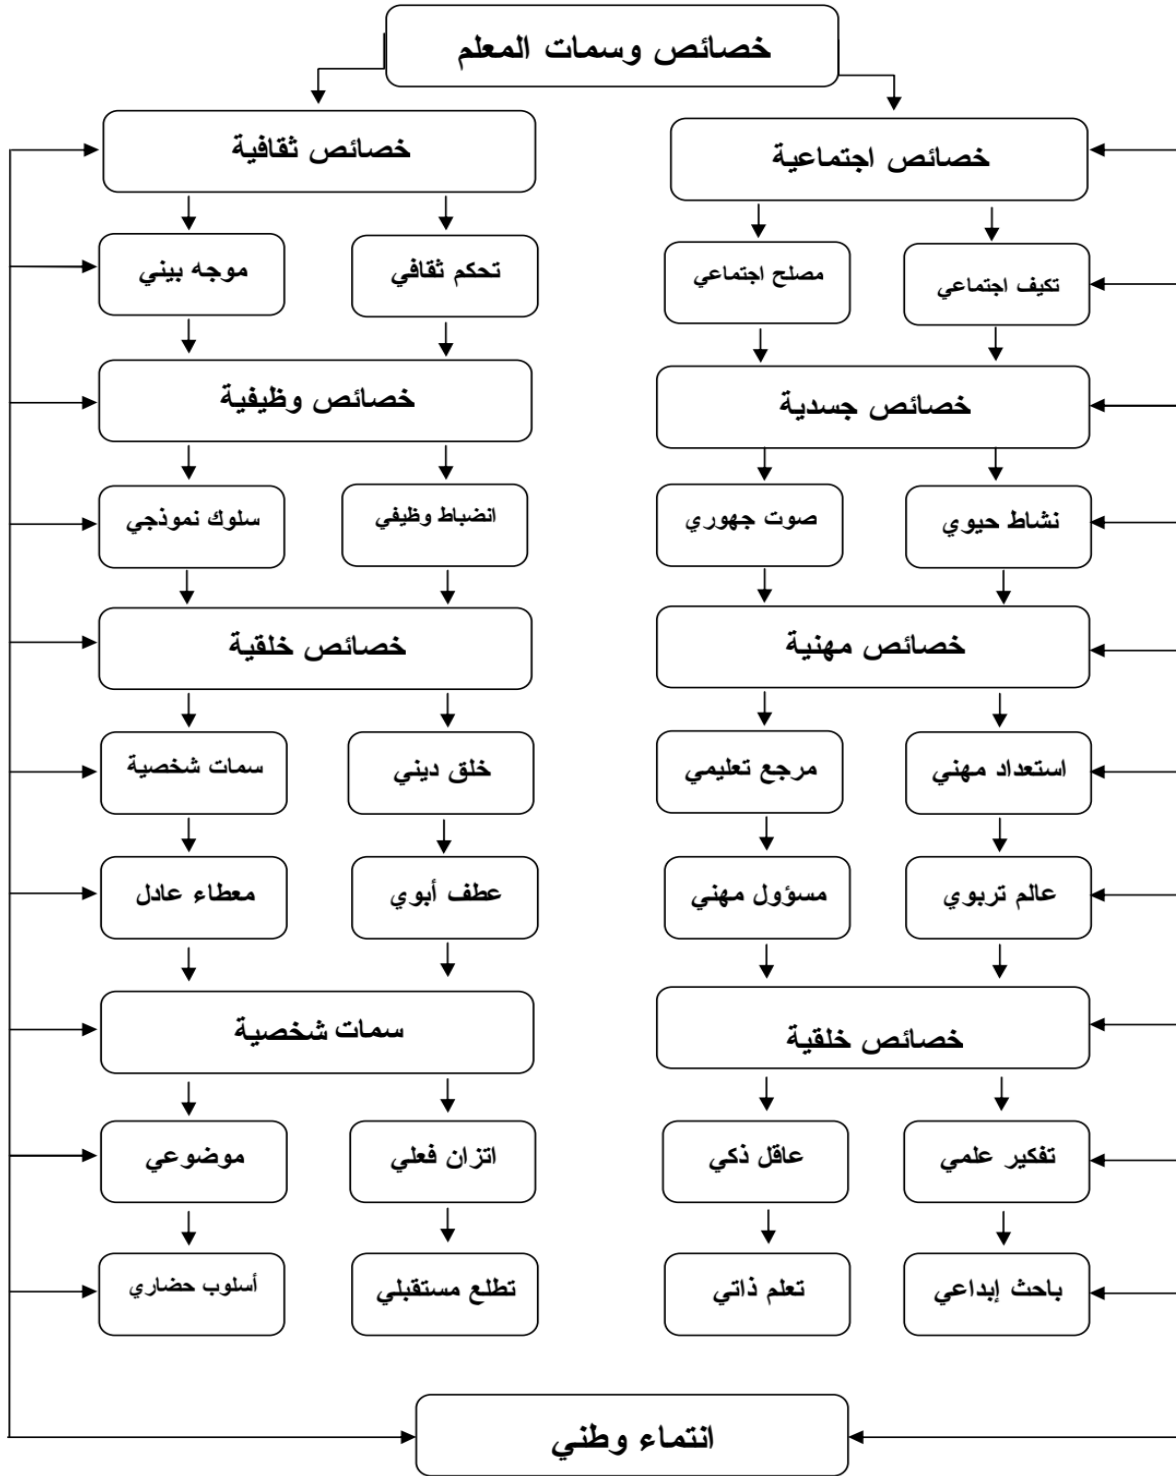 خصائص وسمات المعلم
خصائص اجتماعية
خصائص ثقافية
تكيف اجتماعي
مصلح اجتماعي
تحكم ثقافي
موجه بيني
خصائص جسدية
خصائص وظيفية
نشاط حيوي
صوت جهوري
انضباط وظيفي
سلوك نموذجي
خصائص مهنية
خصائص خلقية
استعداد مهني
مرجع تعليمي
خلق ديني
سمات شخصية
عالم تربوي
مسؤول مهني
عطف أبوي
معطاء عادل
خصائص خلقية
سمات شخصية
تفكير علمي
عاقل ذكي
اتزان فعلي
موضوعي
باحث إبداعي
تعلم ذاتي
تطلع مستقبلي
أسلوب حضاري
انتماء وطني